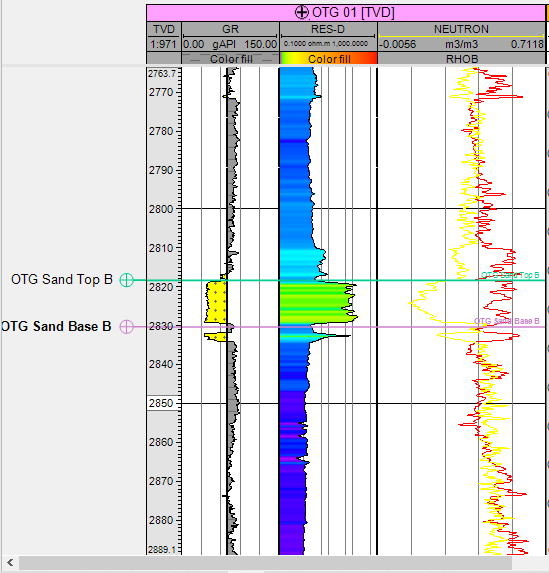 OTG 01 [TVD]
TVD GR RES-D NEUTRON
1:971 0.00 gAPI 150.00 0.1000 ohm.m 1,000.0000 -0.0056 m3/m3 0.7118
Color fill Color fill RHOB
2763.7
2770
2780
2790
2800
2810
OTG Sand Top B
OTG Sand Top B
2820
OTG Sand Base B
OTG Sand Base B
2830
2840
2850
2860
2870
2880
2889.1